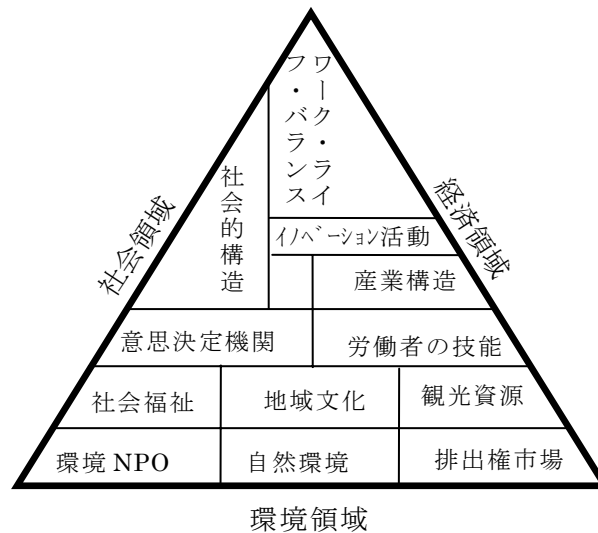 ワーク・ライ
フ・バランス
社会的構造
社会領域
経済領域
イノベーション活動
産業構造
意思決定機関
労働者の技能
社会福祉
地域文化
観光資源
環境NPO
自然環境
排出権市場
環境領域